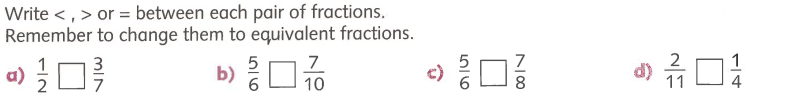 Write < , > or = between each pair of fractions.
Remember to change them to equivalent fractions.
a) 1/2 □ 3/7 b) 5/6 □ 7/10 c) 5/6 □ 7/8 d) 2/11 □ 1/4